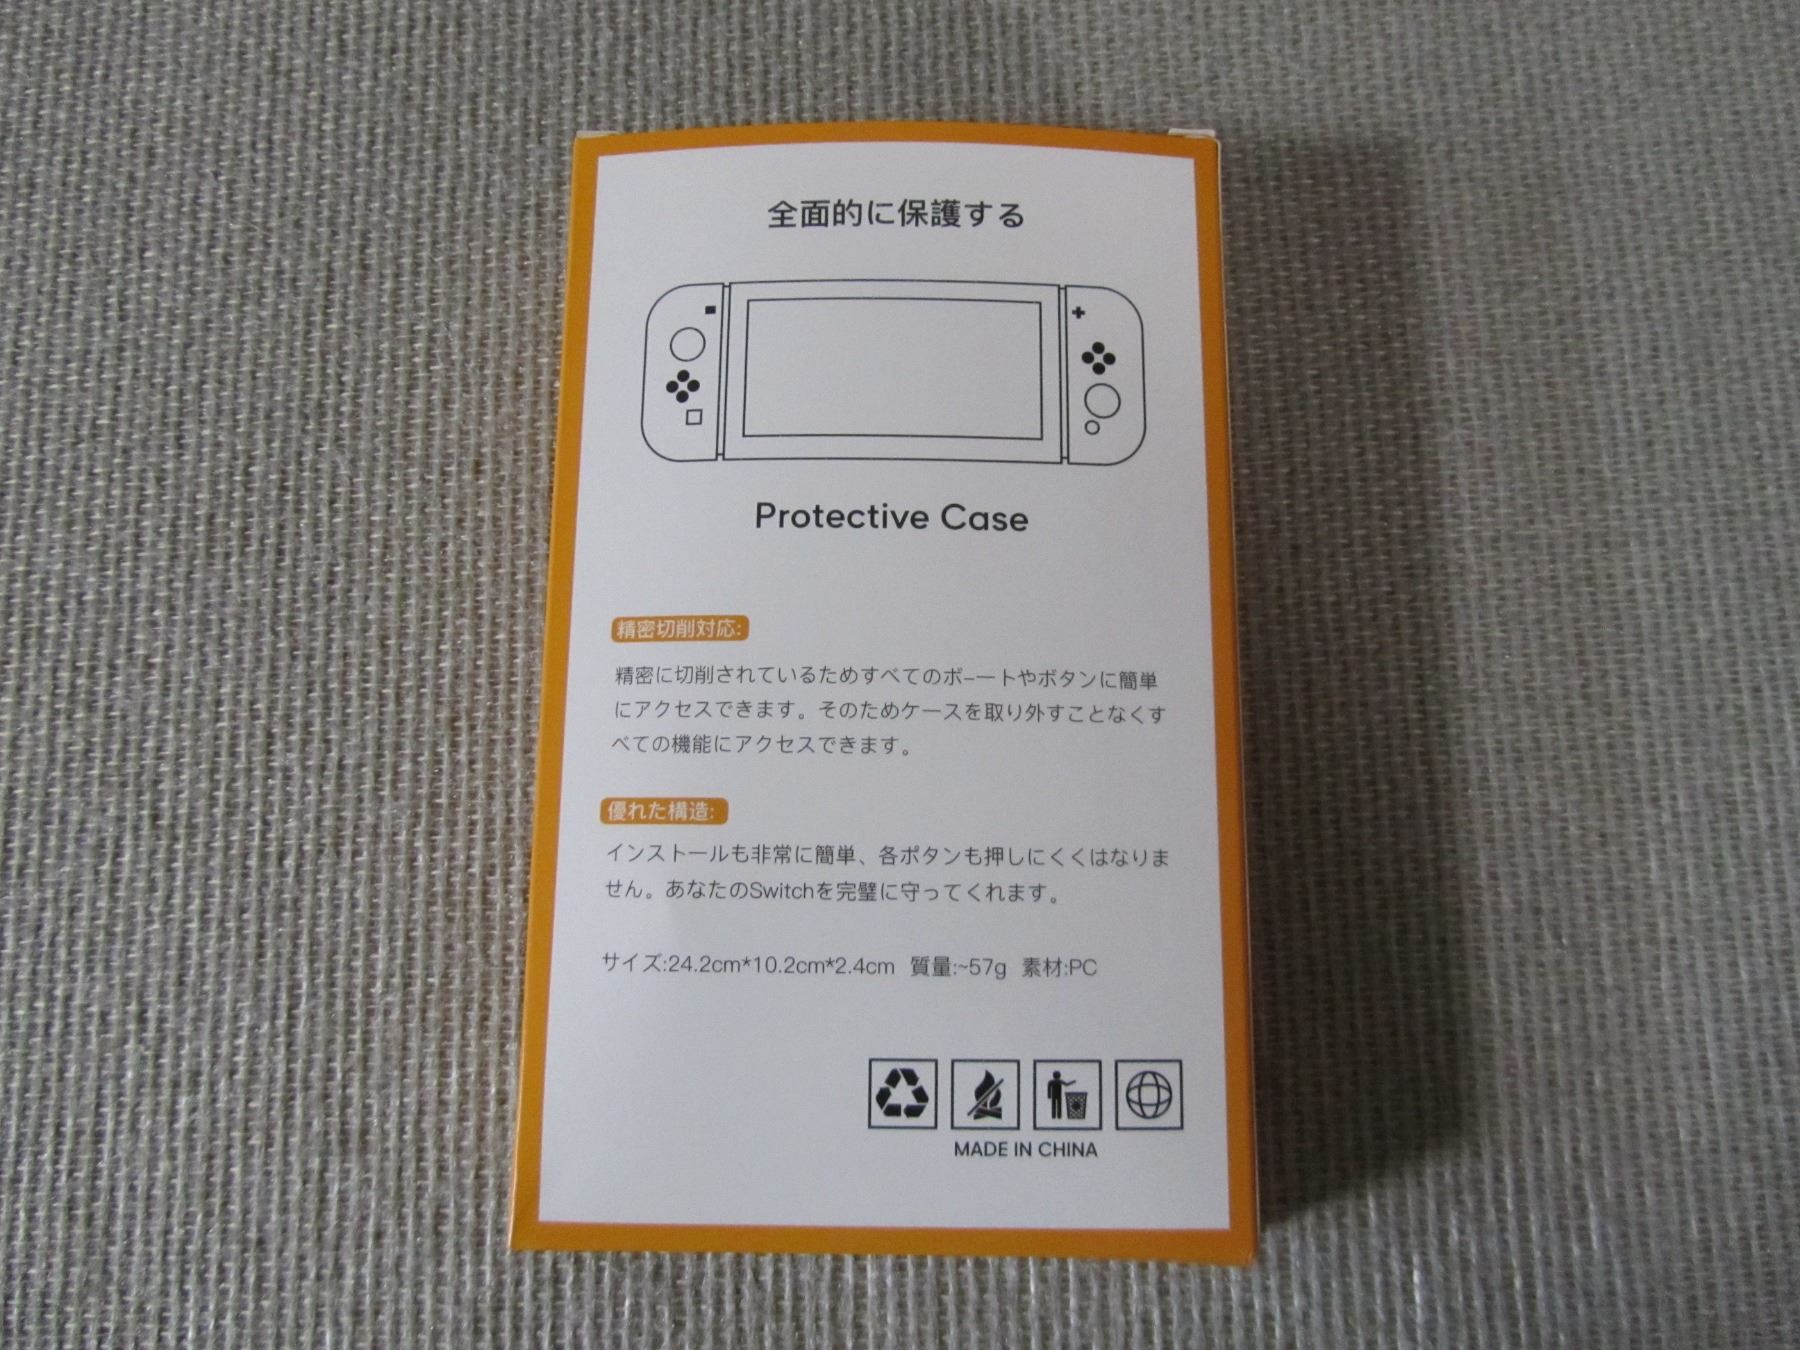 全面的に保護する
Protective Case
精密切削対応:
精密に切削されているためすべてのボ-ートやボタンに簡単
にアクセスできます。そのためケースを取り外すことなくす
べての機能にアクセスできます。
優れた構造:
インストールも非常に簡単、各ボタンも押しにくくはなりま
せん。あなたのSwitchを完璧に守ってくれます。
サイズ:24.2cm*10.2cm*2.4cm 質量:~57g 素材:PC
MADE IN CHINA